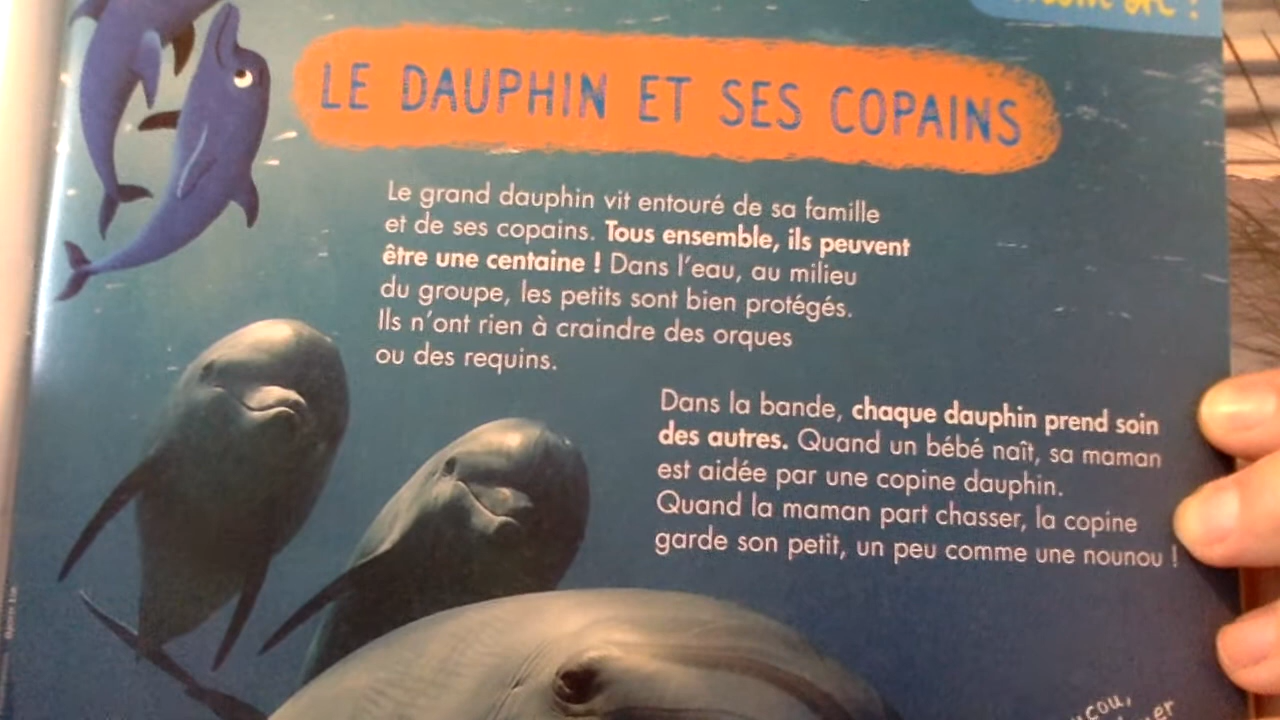 LE DAUPHIN ET SES COPAINS
Le grand dauphin vit entouré de sa famille
et de ses copains. Tous ensemble, ils peuvent
être une centaine ! Dans l'eau, au milieu
du groupe, les petits sont bien protégés.
Ils n'ont rien à craindre des orques
ou des requins.
Dans la bande, chaque dauphin prend soin
des autres. Quand un bébé naît, sa maman
est aidée par une copine dauphin.
Quand la maman part chasser, la copine
garde son petit, un peu comme une nounou !